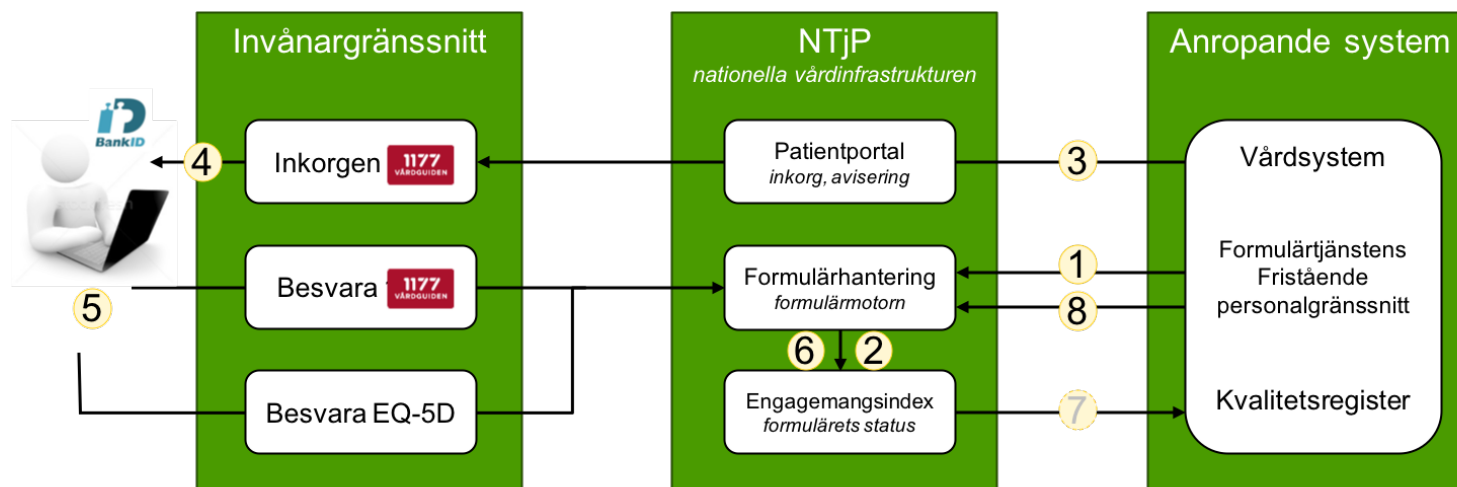 Invånargränssnitt
NTjP
nationella vårdinfrastrukturen
Anropande system
BankID
4
Inkorgen
1177
VÅRDGUIDEN
Patientportal
inkorg, avisering
3
Vårdsystem
5
Besvara
1177
VÅRDGUIDEN
Formulärhantering
formulärmotorn
1
8
Formulärtjänstens
Fristående
personalgränssnitt
6
2
Besvara EQ-5D
Engagemangsindex
formulärets status
7
Kvalitetsregister